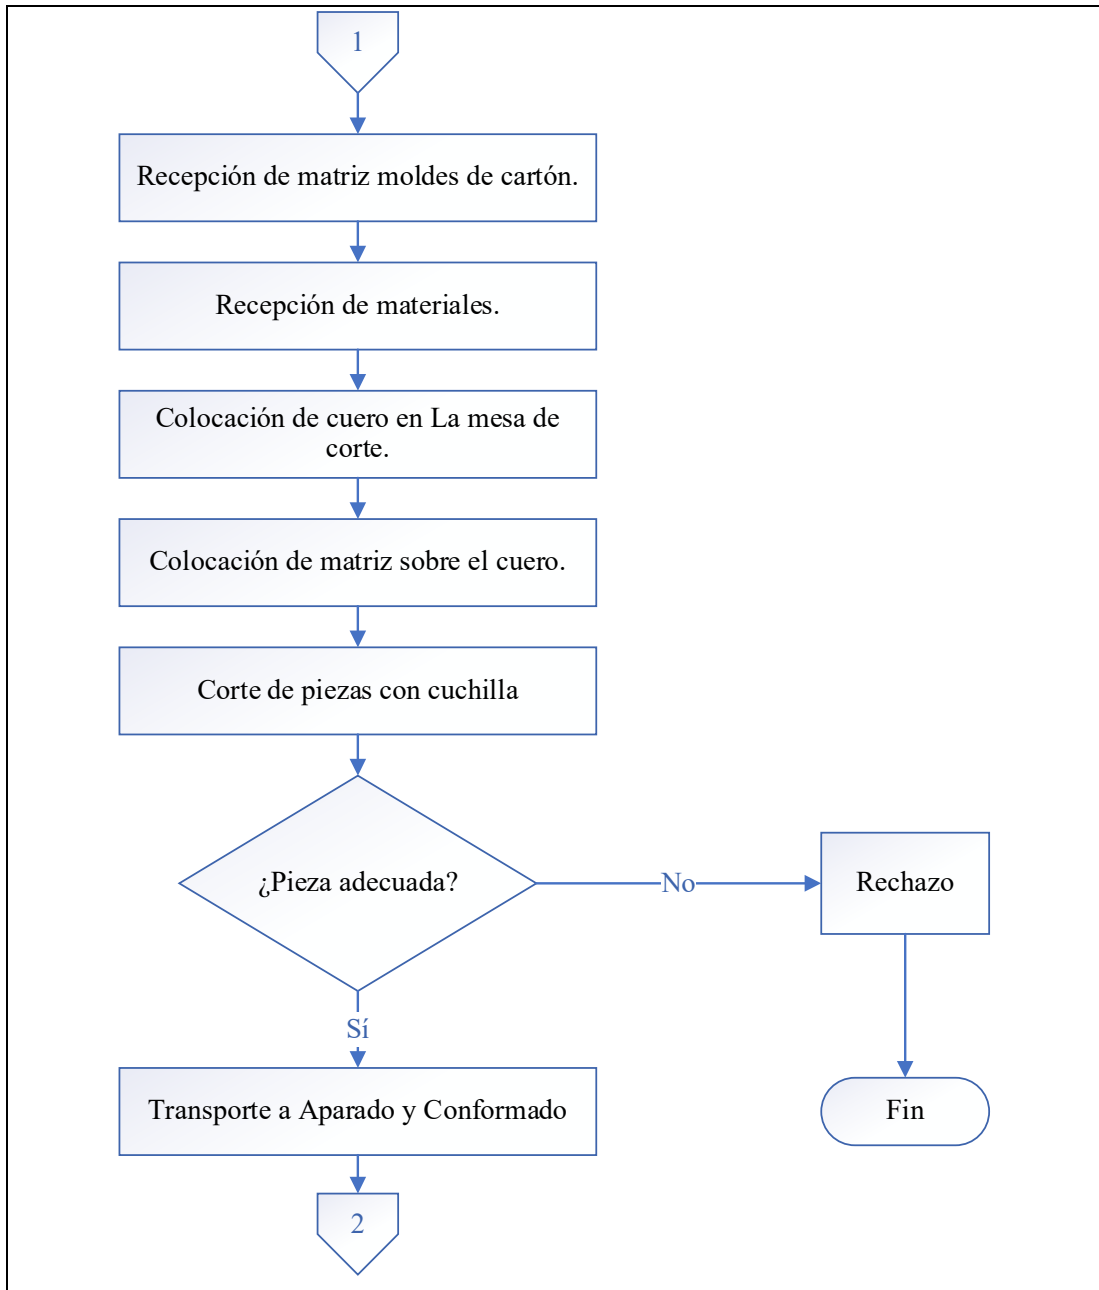 1
Recepción de matriz moldes de cartón.
Recepción de materiales.
Colocación de cuero en La mesa de
corte.
Colocación de matriz sobre el cuero.
Corte de piezas con cuchilla
¿Pieza adecuada?
No
Rechazo
Sí
Transporte a Aparado y Conformado
Fin
2